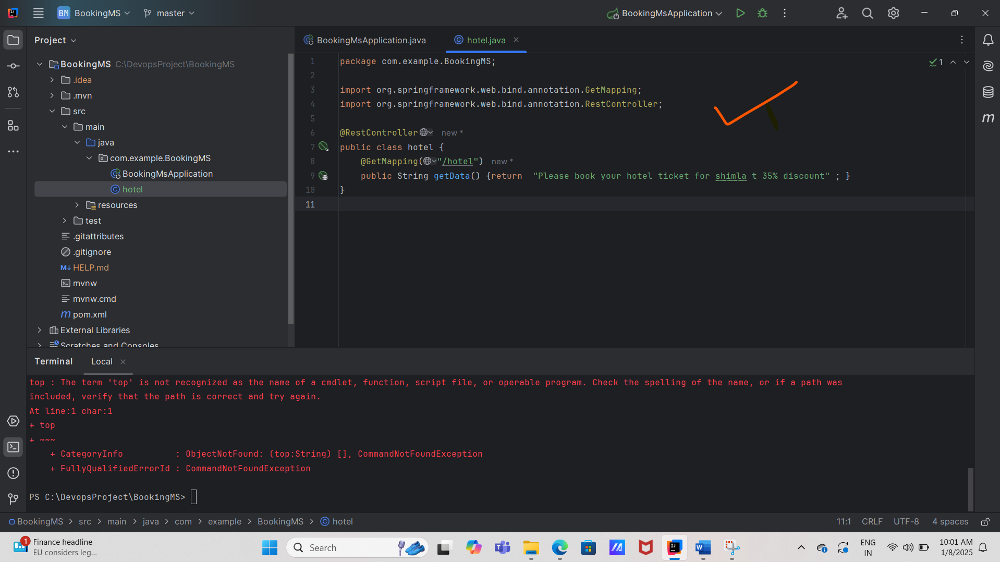 BM BookingMS master BookingMsApplication
Project
BookingMsApplication.java hotel.java
BookingMS C:\DevopsProject\BookingMS
.idea
.mvn
src
main
java
com.example.BookingMS
BookingMsApplication
hotel
resources
test
.gitattributes
.gitignore
M↓ HELP.md
mvnw
mvnw.cmd
m pom.xml
External Libraries
Scratches and Consoles
1 package com.example.BookingMS; 1
2
3 import org.springframework.web.bind.annotation.GetMapping;
4 import org.springframework.web.bind.annotation.RestController;
5
6 @RestController new *
7 public class hotel {
8 @GetMapping("/hotel") new *
9 public String getData() {return "Please book your hotel ticket for shimla t 35% discount" ; }
10 }
11
m
Terminal Local
top : The term 'top' is not recognized as the name of a cmdlet, function, script file, or operable program. Check the spelling of the name, or if a path was
included, verify that the path is correct and try again.
At line:1 char:1
+ top
+ ~~~
+ CategoryInfo : ObjectNotFound: (top:String) [], CommandNotFoundException
+ FullyQualifiedErrorId : CommandNotFoundException
PS C:\DevopsProject\BookingMS>
BookingMS > src > main > java > com > example > BookingMS > hotel 11:1 CRLF UTF-8 4 spaces
1 Finance headline
EU considers leg...
Search
ENG
IN
10:01 AM
1/8/2025